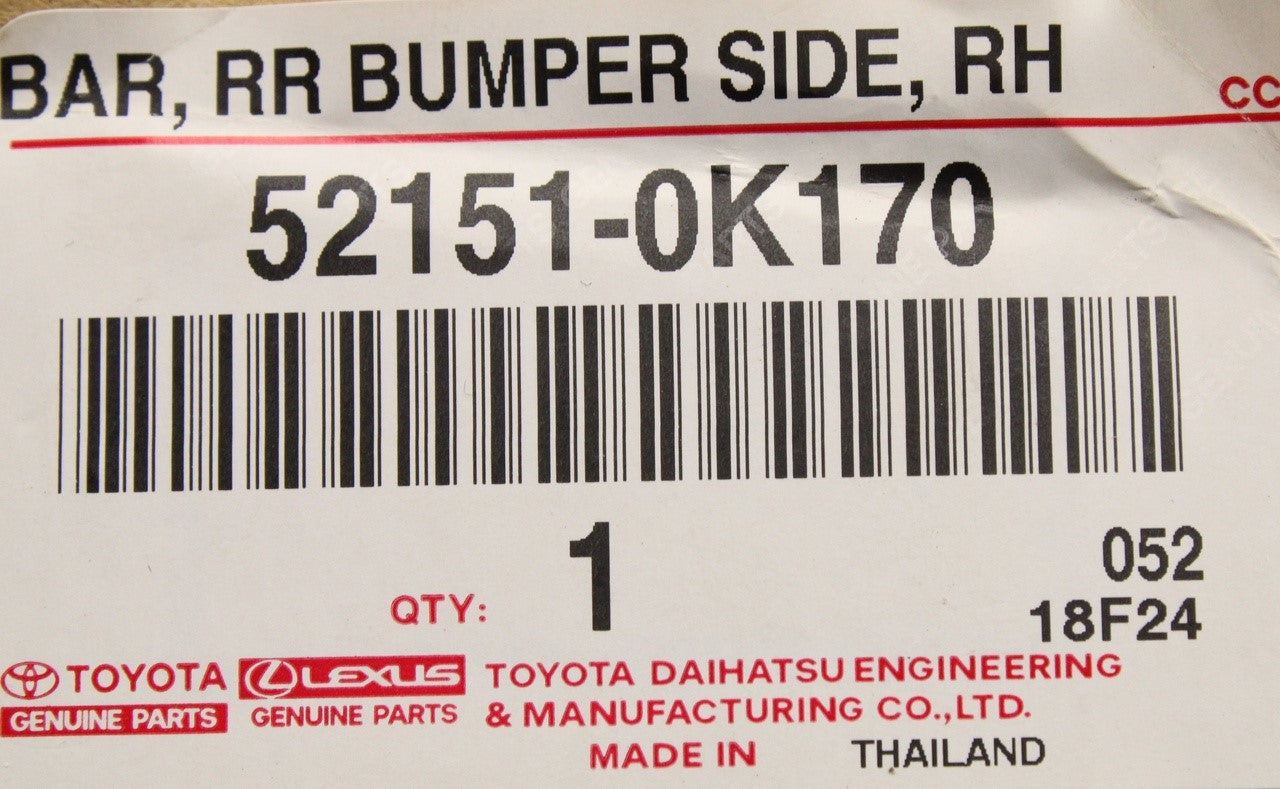 BAR, RR BUMPER SIDE, RH
CC
52151-0K170
QTY: 1
052
18F24
TOYOTA
GENUINE PARTS
LEXUS
GENUINE PARTS
TOYOTA DAIHATSU ENGINEERING
& MANUFACTURING CO.,LTD.
MADE IN THAILAND